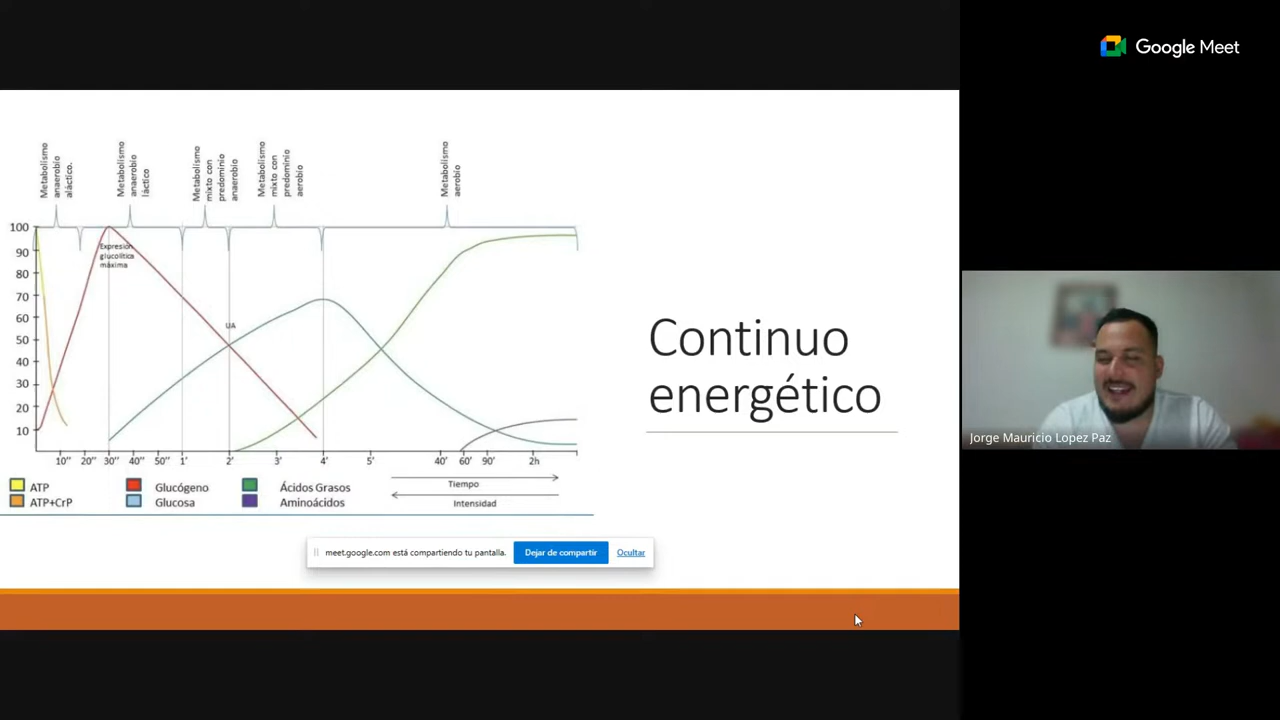 Google Meet
Metabolismo
anaerobio
aláctico.
Metabolismo
anaerobio
láctico
Metabolismo
mixto con
predominio
anaerobio
Metabolismo
mixto con
predominio
aerobio
Metabolismo
aerobio
100
90
80
70
60
50
40
30
20
10
Expresión
glucolítica
máxima
UA
10'' 20'' 30'' 40'' 50'' 1' 2' 3' 4' 5' 40' 60' 90' 2h
ATP
ATP+CrP
Glucógeno
Glucosa
Ácidos Grasos
Aminoácidos
Tiempo
Intensidad
Continuo
energético
Jorge Mauricio Lopez Paz
meet.google.com está compartiendo tu pantalla. Dejar de compartir Ocultar